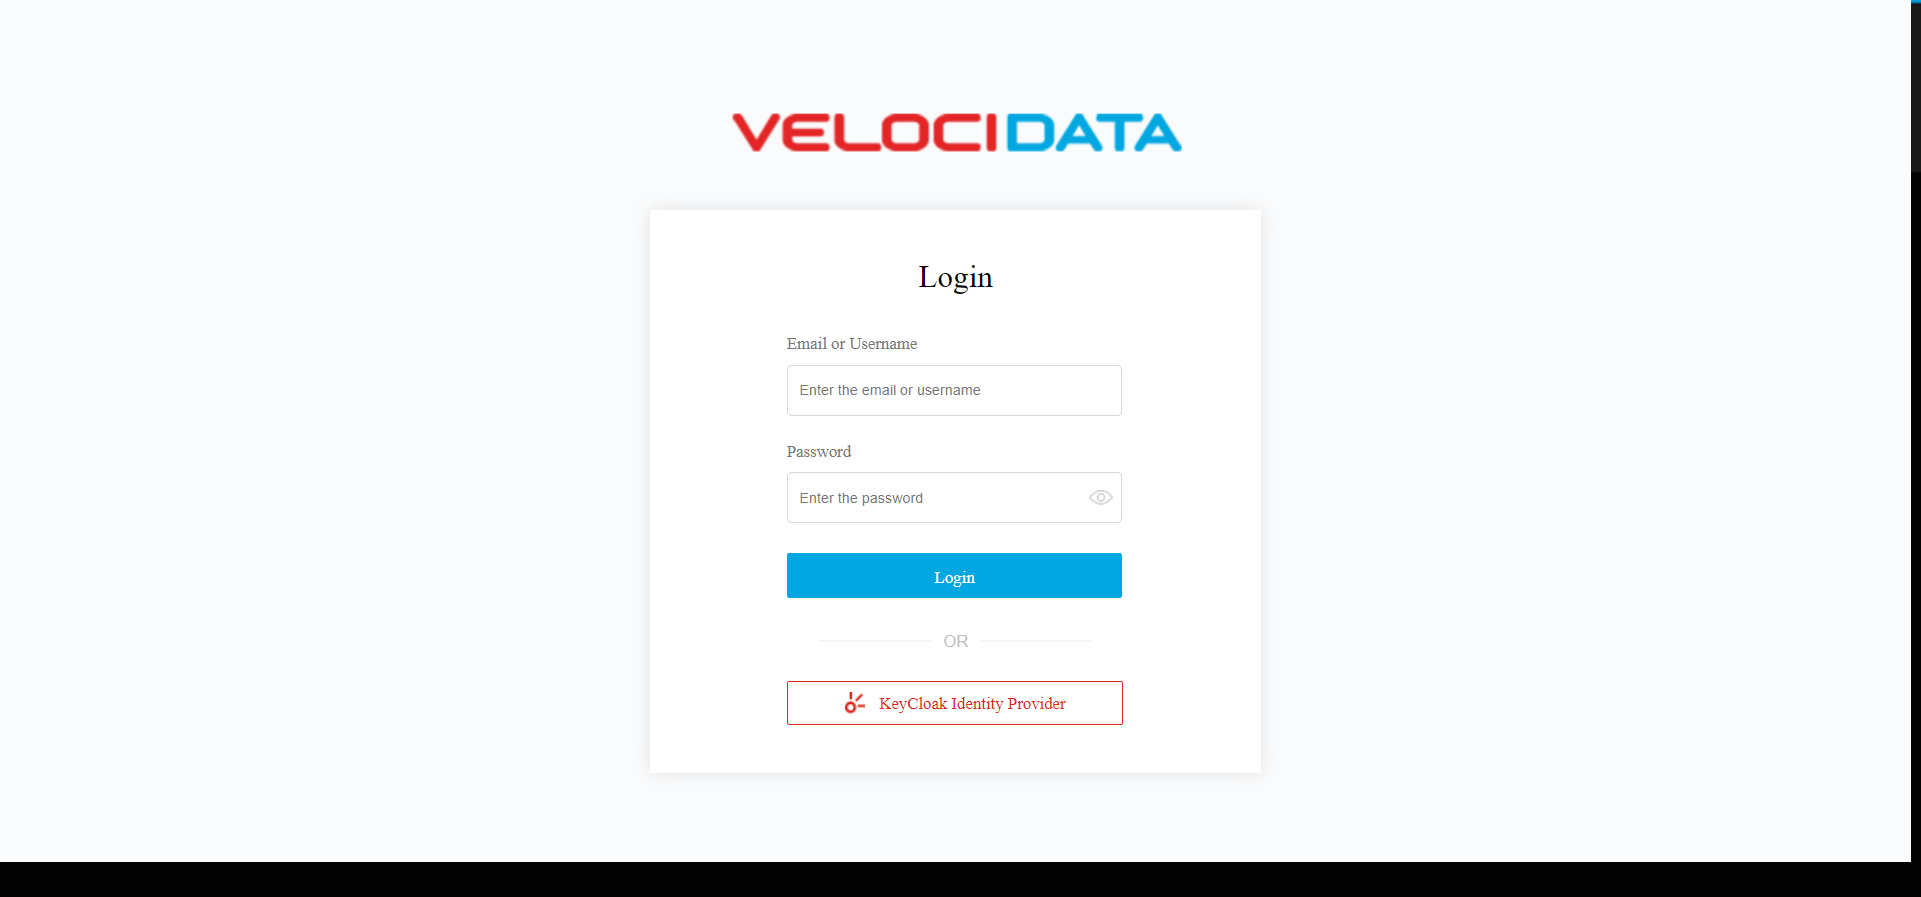 VELOCIDATA
Login
Email or Username
Enter the email or username
Password
Enter the password
Login
OR
KeyCloak Identity Provider